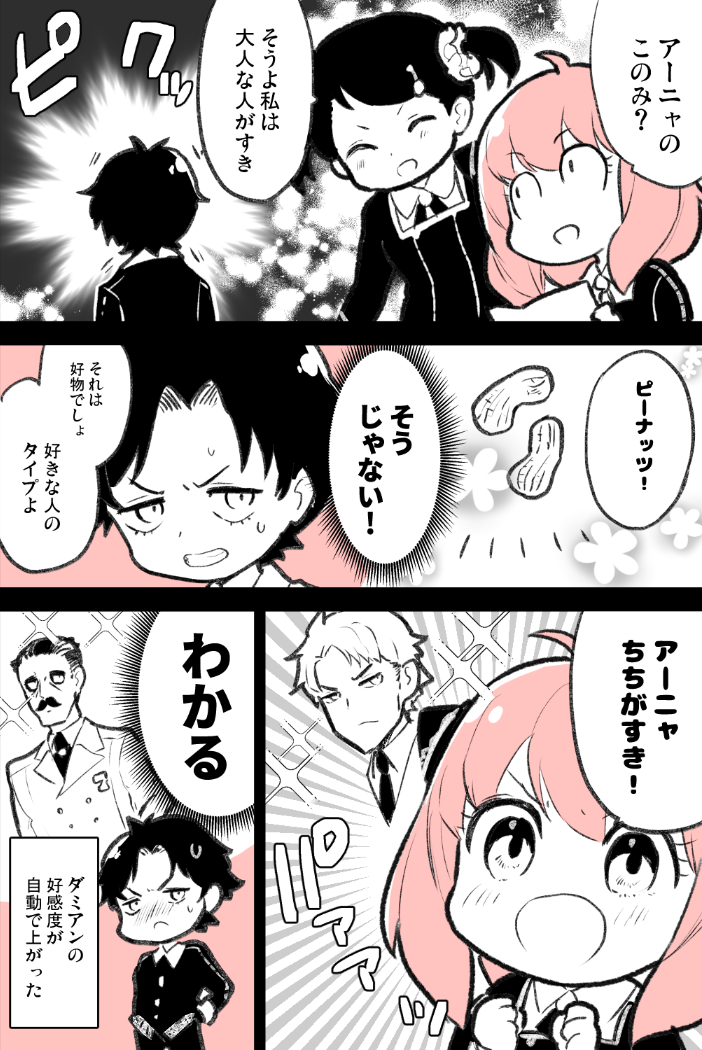 アーニャの
このみ？
そうよ私は
大人な人がすき
ピクッ
ピーナッツ！
そう
じゃない！
それは
好物でしょ
好きな人の
タイプよ
アーニャ
ちちがすき！
パァァァッ
わかる
ダミアンの
好感度が
自動で上がった